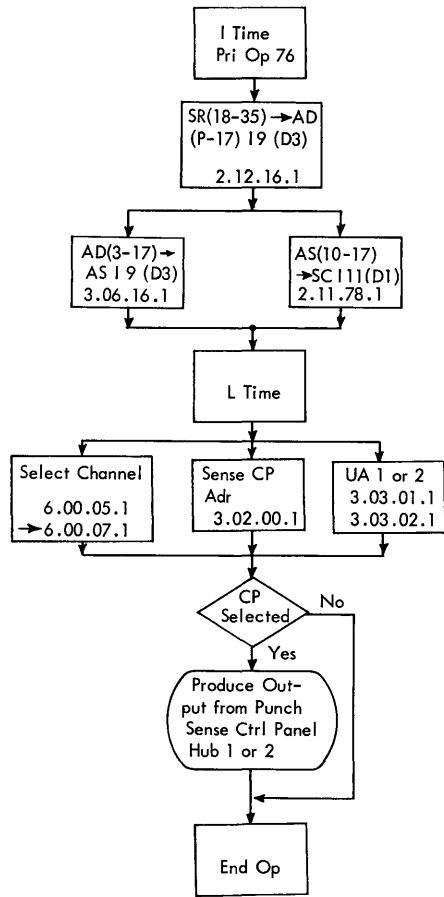 I Time
Pri Op 76
SR(18-35)→AD
(P-17) I9 (D3)
2.12.16.1
AD(3-17)→
AS I 9 (D3)
3.06.16.1
AS(10-17)
→SC I11(D1)
2.11.78.1
L Time
Select Channel
6.00.05.1
→6.00.07.1
Sense CP
Adr
3.02.00.1
UA 1 or 2
3.03.01.1
3.03.02.1
CP
Selected
No
Yes
Produce Out-
put from Punch
Sense Ctrl Panel
Hub 1 or 2
End Op